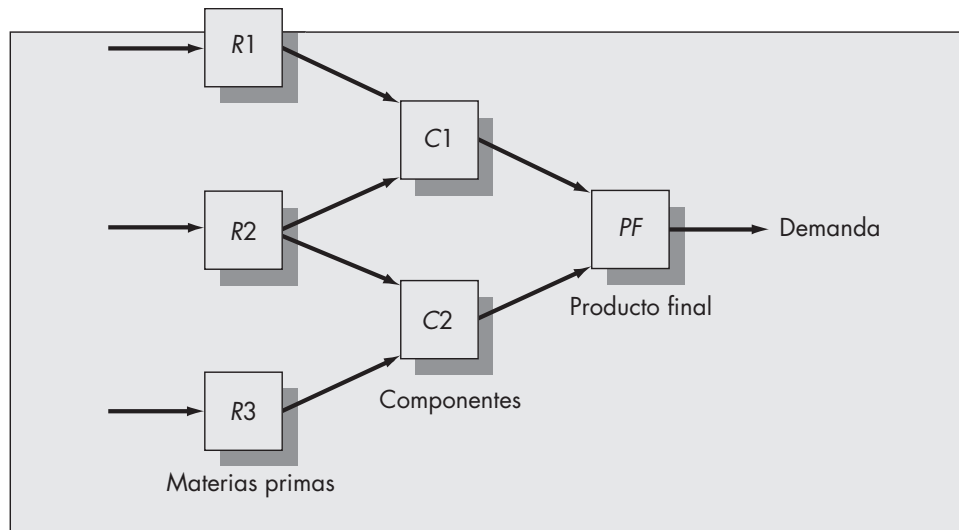 R1
C1
R2
PF
Demanda
Producto final
C2
Componentes
R3
Materias primas